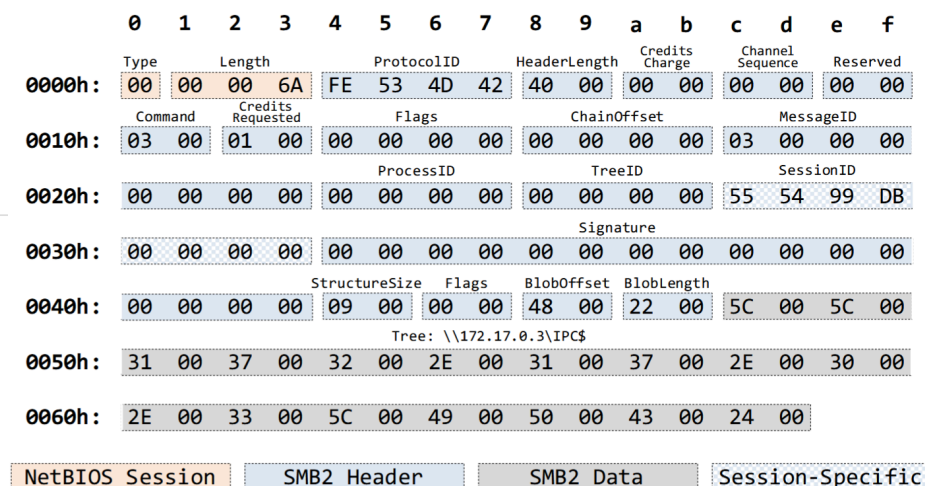 0 1 2 3 4 5 6 7 8 9 a b c d e f
Type Length ProtocolID HeaderLength Credits Charge Channel Sequence Reserved
0000h: 00 00 00 6A FE 53 4D 42 40 00 00 00 00 00 00 00
Command Credits Requested Flags ChainOffset MessageID
0010h: 03 00 01 00 00 00 00 00 00 00 00 00 03 00 00 00
ProcessID TreeID SessionID
0020h: 00 00 00 00 00 00 00 00 00 00 00 00 55 54 99 DB
Signature
0030h: 00 00 00 00 00 00 00 00 00 00 00 00 00 00 00 00
StructureSize Flags BlobOffset BlobLength
0040h: 00 00 00 00 09 00 00 00 48 00 22 00 5C 00 5C 00
Tree: \\172.17.0.3\IPC$
0050h: 31 00 37 00 32 00 2E 00 31 00 37 00 2E 00 30 00
0060h: 2E 00 33 00 5C 00 49 00 50 00 43 00 24 00
NetBIOS Session SMB2 Header SMB2 Data Session-Specific